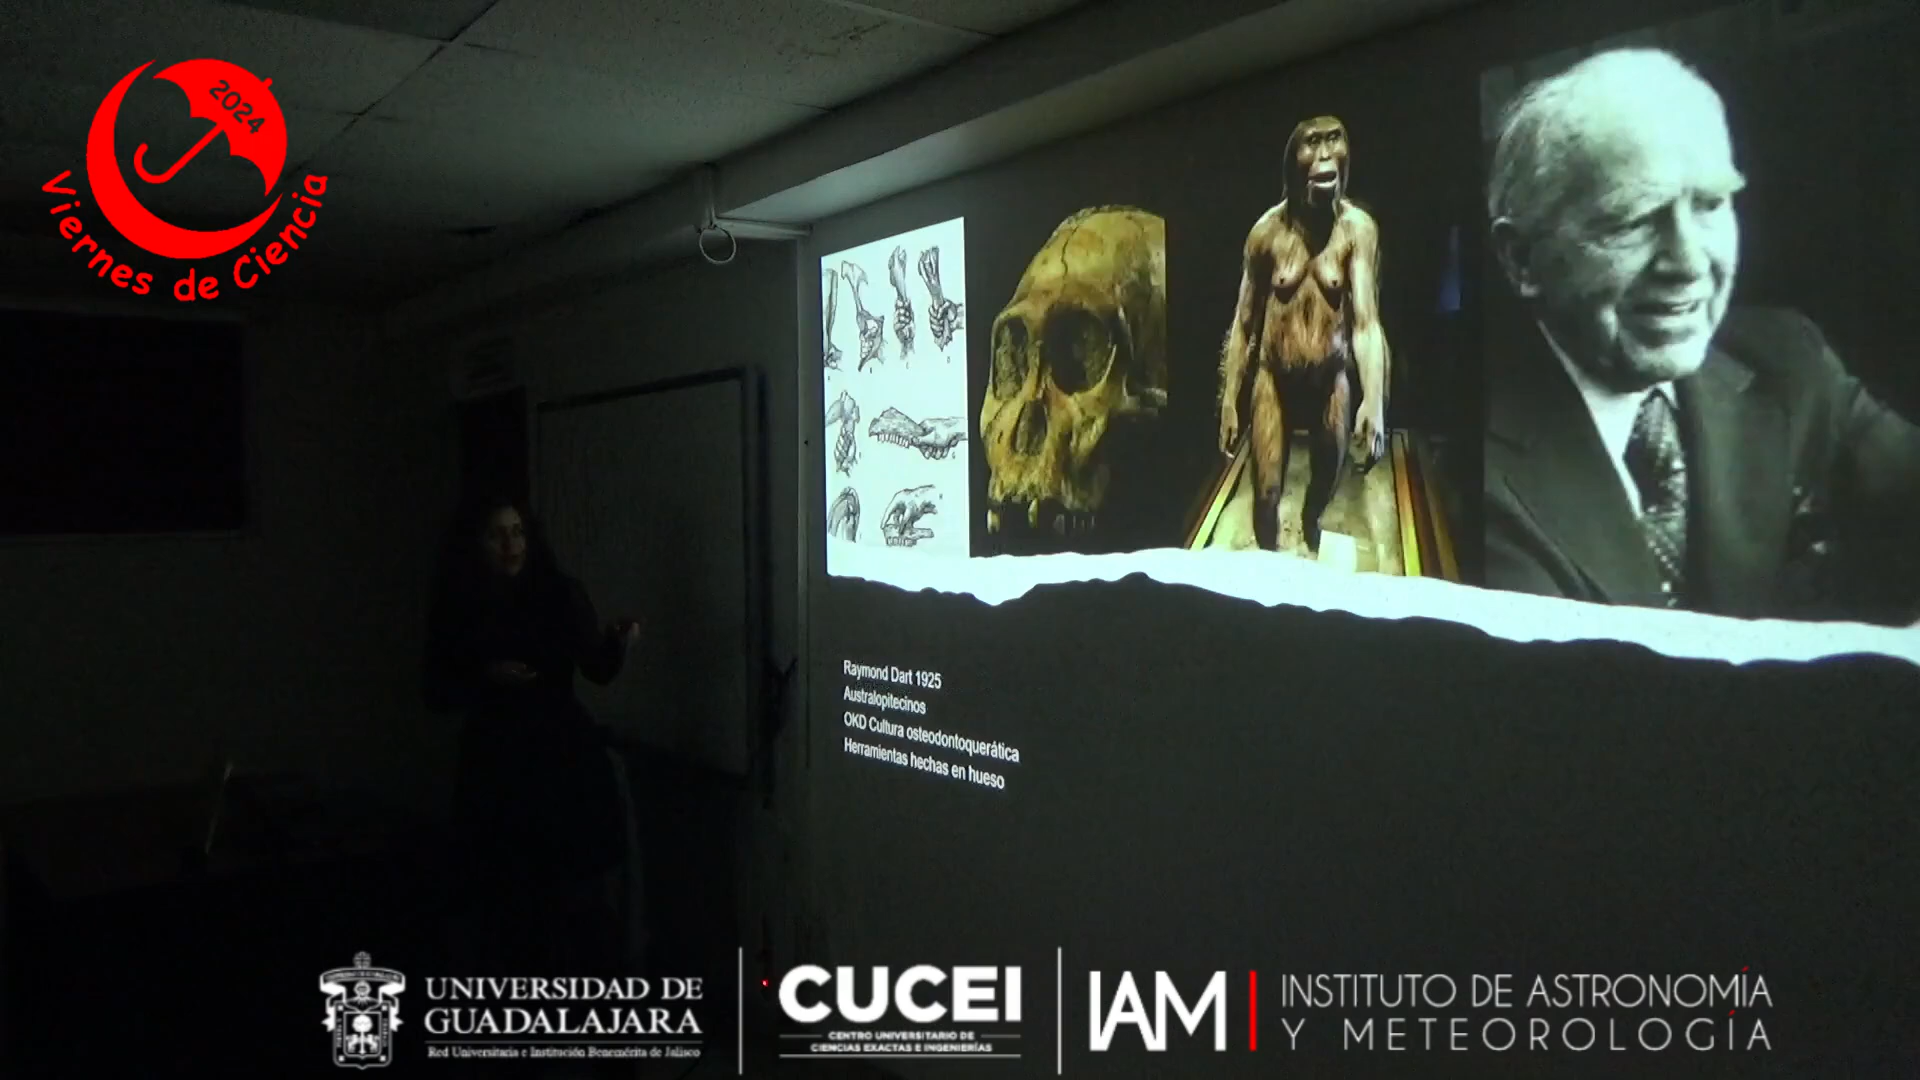 2024
Viernes de Ciencia
Raymond Dart 1925
Australopitecinos
OKD Cultura osteodontoquerática
Herramientas hechas en hueso
UNIVERSIDAD DE
GUADALAJARA
Red Universitaria e Institución Benemérita de Jalisco
CUCEI
CENTRO UNIVERSITARIO DE
CIENCIAS EXACTAS E INGENIERÍAS
IAM
INSTITUTO DE ASTRONOMÍA
Y METEOROLOGÍA